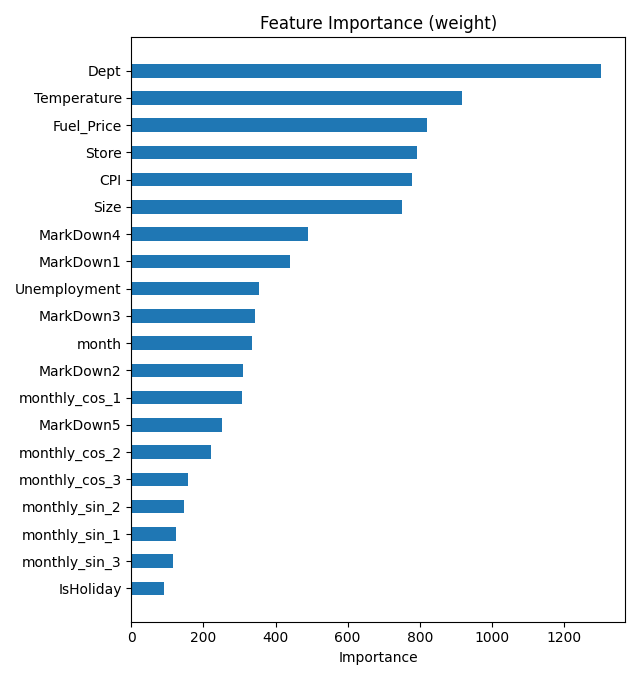 Feature Importance (weight)
Dept
Temperature
Fuel_Price
Store
CPI
Size
MarkDown4
MarkDown1
Unemployment
MarkDown3
month
MarkDown2
monthly_cos_1
MarkDown5
monthly_cos_2
monthly_cos_3
monthly_sin_2
monthly_sin_1
monthly_sin_3
IsHoliday
0 200 400 600 800 1000 1200
Importance